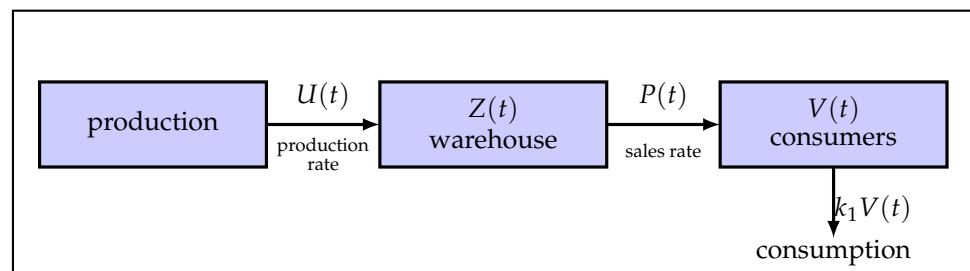 production
U(t)
production
rate
Z(t)
warehouse
P(t)
sales rate
V(t)
consumers
k₁V(t)
consumption